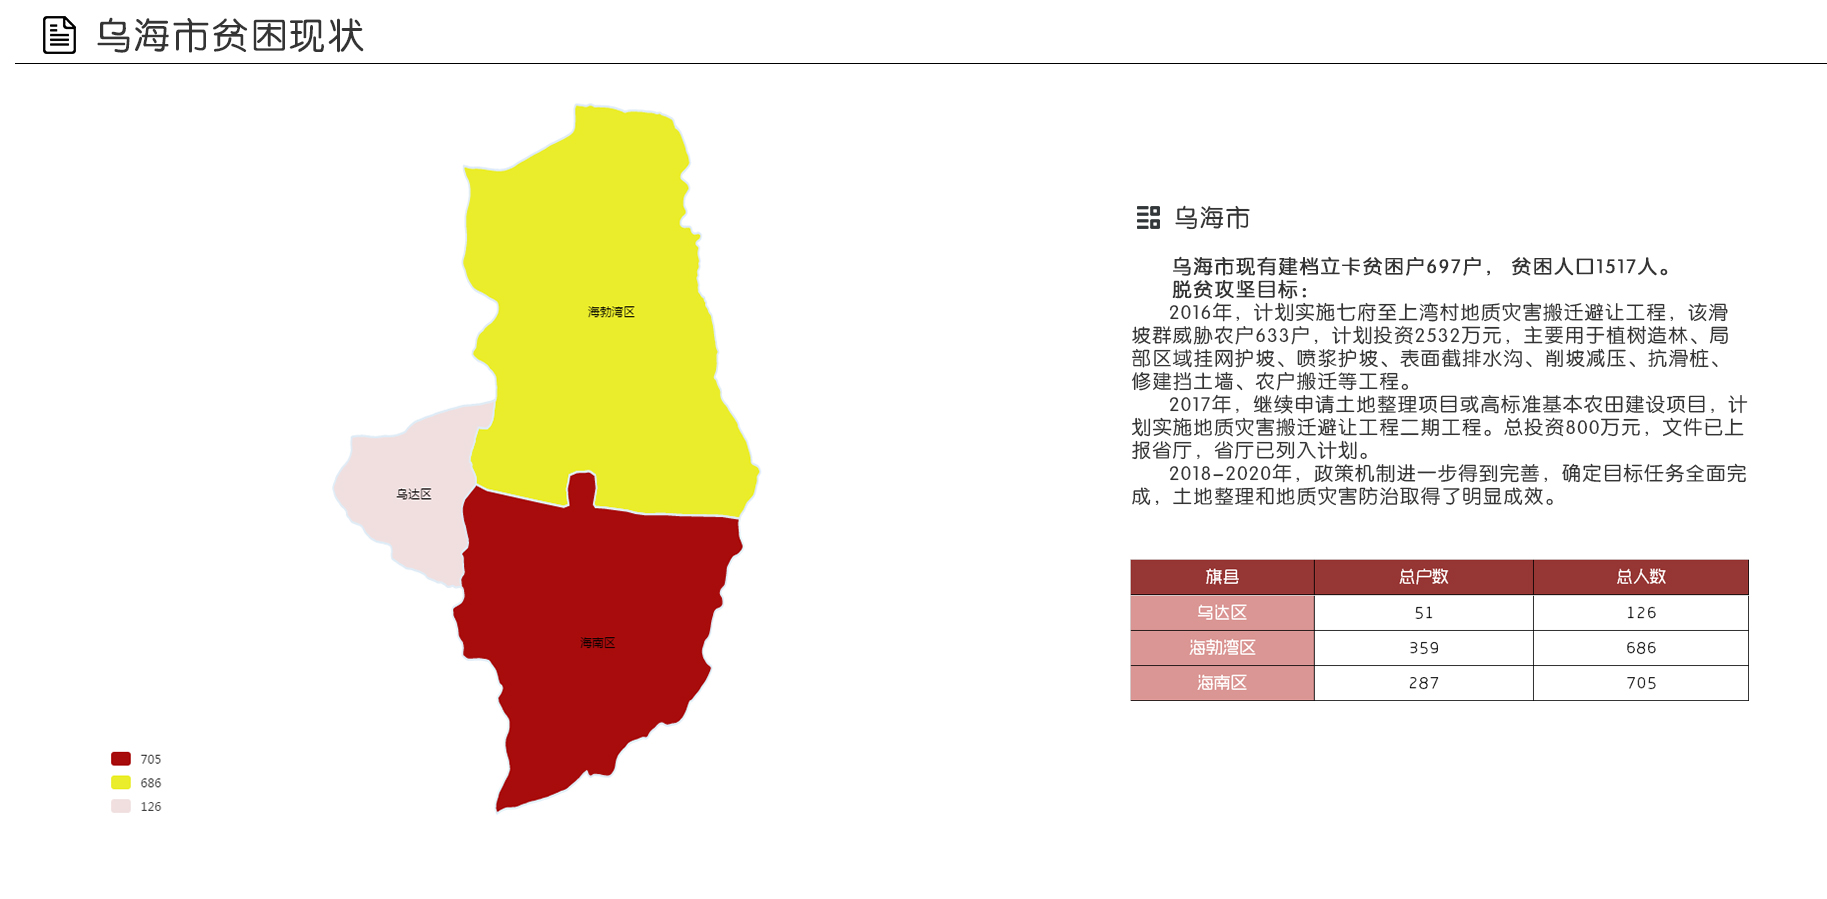 乌海市贫困现状
海勃湾区
乌达区
海南区
705
686
126
乌海市
乌海市现有建档立卡贫困户697户， 贫困人口1517人。
脱贫攻坚目标：
2016年，计划实施七府至上湾村地质灾害搬迁避让工程，该滑
坡群威胁农户633户，计划投资2532万元，主要用于植树造林、局
部区域挂网护坡、喷浆护坡、表面截排水沟、削坡减压、抗滑桩、
修建挡土墙、农户搬迁等工程。
2017年，继续申请土地整理项目或高标准基本农田建设项目，计
划实施地质灾害搬迁避让工程二期工程。总投资800万元，文件已上
报省厅，省厅已列入计划。
2018-2020年，政策机制进一步得到完善，确定目标任务全面完
成，土地整理和地质灾害防治取得了明显成效。
旗县 总户数 总人数
乌达区 51 126
海勃湾区 359 686
海南区 287 705